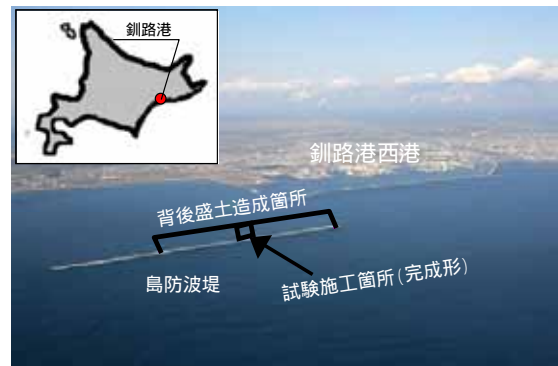 釧路港
釧路港西港
背後盛土造成箇所
島防波堤
試験施工箇所(完成形)